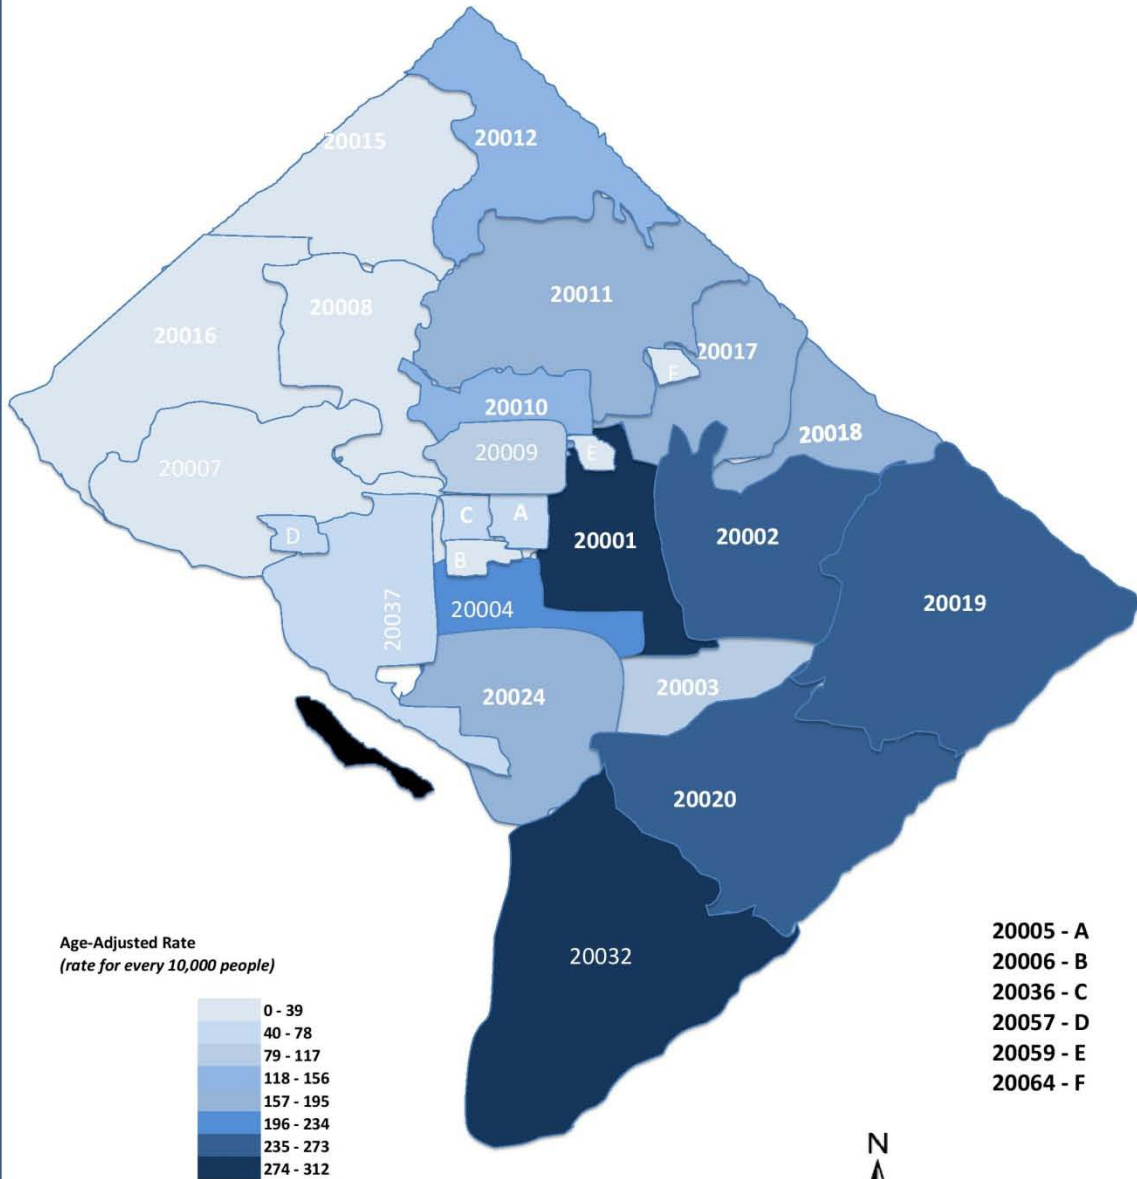 20015
20012
20008
20011
20016
20017
F
20010
20018
20007
20009
E
C
A
D
20001
20002
B
20037
20004
20019
20003
20024
20020
20032
Age-Adjusted Rate
(rate for every 10,000 people)
0 - 39
40 - 78
79 - 117
118 - 156
157 - 195
196 - 234
235 - 273
274 - 312
20005 - A
20006 - B
20036 - C
20057 - D
20059 - E
20064 - F
N